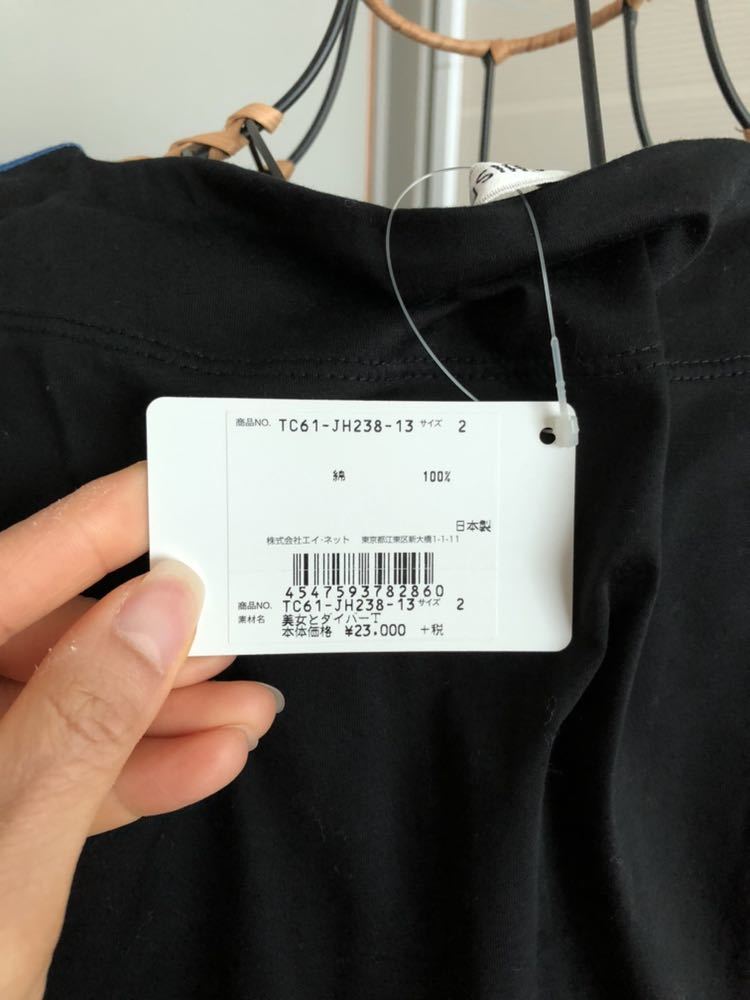 商品NO. TC61-JH238-13 サイズ 2
綿 100%
日本製
株式会社エイ・ネット 東京都江東区新大橋1-1-11
4547593782860
商品NO. TC61-JH238-13 サイズ 2
素材名 美女とダイバーT
本体価格 ¥23,000 +税